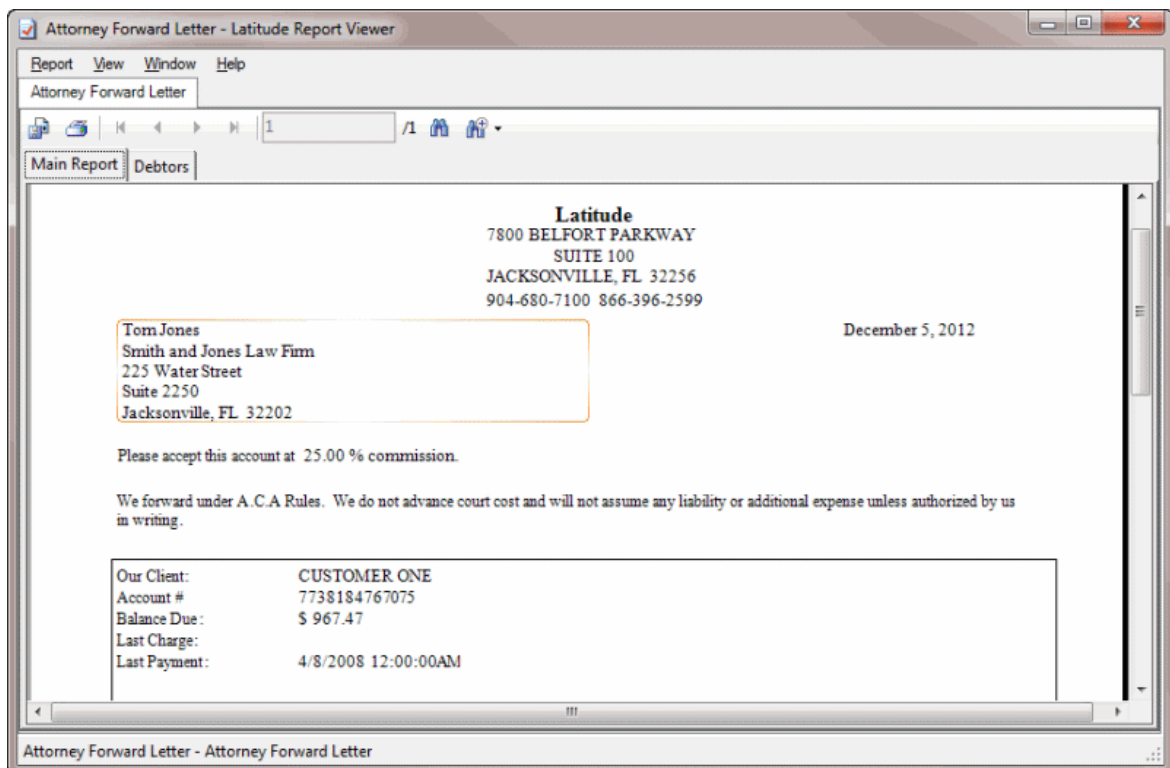 Attorney Forward Letter - Latitude Report Viewer
Report View Window Help
Attorney Forward Letter
1 /1
Main Report Debtors
Latitude
7800 BELFORT PARKWAY
SUITE 100
JACKSONVILLE, FL 32256
904-680-7100 866-396-2599
Tom Jones December 5, 2012
Smith and Jones Law Firm
225 Water Street
Suite 2250
Jacksonville, FL 32202
Please accept this account at 25.00 % commission.
We forward under A.C.A Rules. We do not advance court cost and will not assume any liability or additional expense unless authorized by us
in writing.
Our Client: CUSTOMER ONE
Account # 7738184767075
Balance Due: $ 967.47
Last Charge:
Last Payment: 4/8/2008 12:00:00AM
Attorney Forward Letter - Attorney Forward Letter